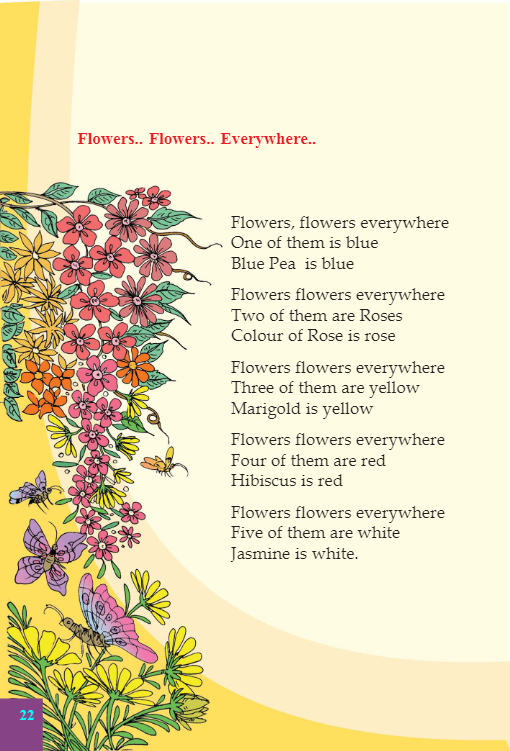 Flowers.. Flowers.. Everywhere..
Flowers, flowers everywhere
One of them is blue
Blue Pea is blue
Flowers flowers everywhere
Two of them are Roses
Colour of Rose is rose
Flowers flowers everywhere
Three of them are yellow
Marigold is yellow
Flowers flowers everywhere
Four of them are red
Hibiscus is red
Flowers flowers everywhere
Five of them are white
Jasmine is white.
22